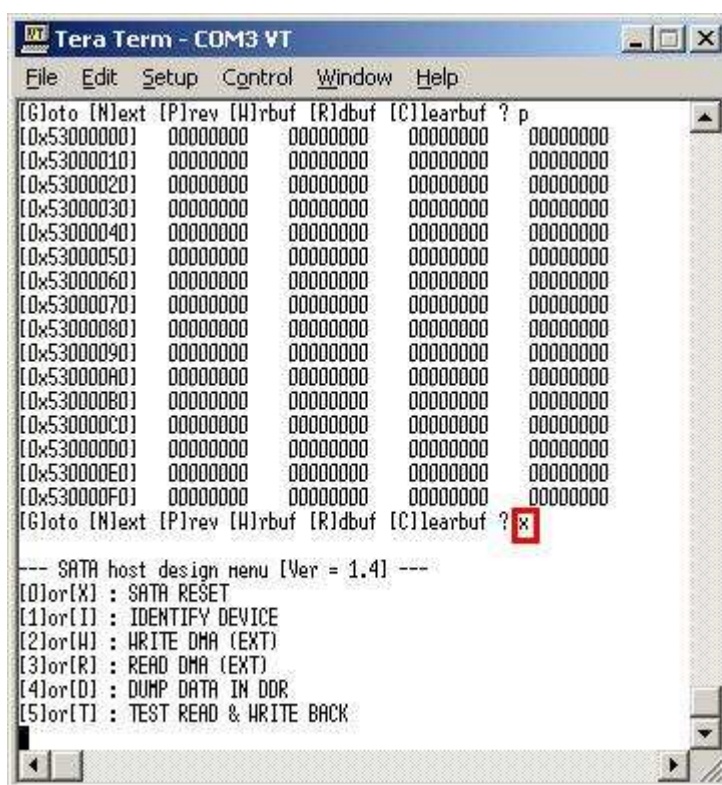 Tera Term - COM3 VT
File Edit Setup Control Window Help
[G]oto [N]ext [P]rev [W]rbuf [R]dbuf [C]learbuf ? p
[0x53000000] 00000000 00000000 00000000 00000000
[0x53000010] 00000000 00000000 00000000 00000000
[0x53000020] 00000000 00000000 00000000 00000000
[0x53000030] 00000000 00000000 00000000 00000000
[0x53000040] 00000000 00000000 00000000 00000000
[0x53000050] 00000000 00000000 00000000 00000000
[0x53000060] 00000000 00000000 00000000 00000000
[0x53000070] 00000000 00000000 00000000 00000000
[0x53000080] 00000000 00000000 00000000 00000000
[0x53000090] 00000000 00000000 00000000 00000000
[0x530000A0] 00000000 00000000 00000000 00000000
[0x530000B0] 00000000 00000000 00000000 00000000
[0x530000C0] 00000000 00000000 00000000 00000000
[0x530000D0] 00000000 00000000 00000000 00000000
[0x530000E0] 00000000 00000000 00000000 00000000
[0x530000F0] 00000000 00000000 00000000 00000000
[G]oto [N]ext [P]rev [W]rbuf [R]dbuf [C]learbuf ? x
--- SATA host design menu [Ver = 1.4] ---
[0]or[X] : SATA RESET
[1]or[I] : IDENTIFY DEVICE
[2]or[W] : WRITE DMA (EXT)
[3]or[R] : READ DMA (EXT)
[4]or[D] : DUMP DATA IN DDR
[5]or[T] : TEST READ & WRITE BACK